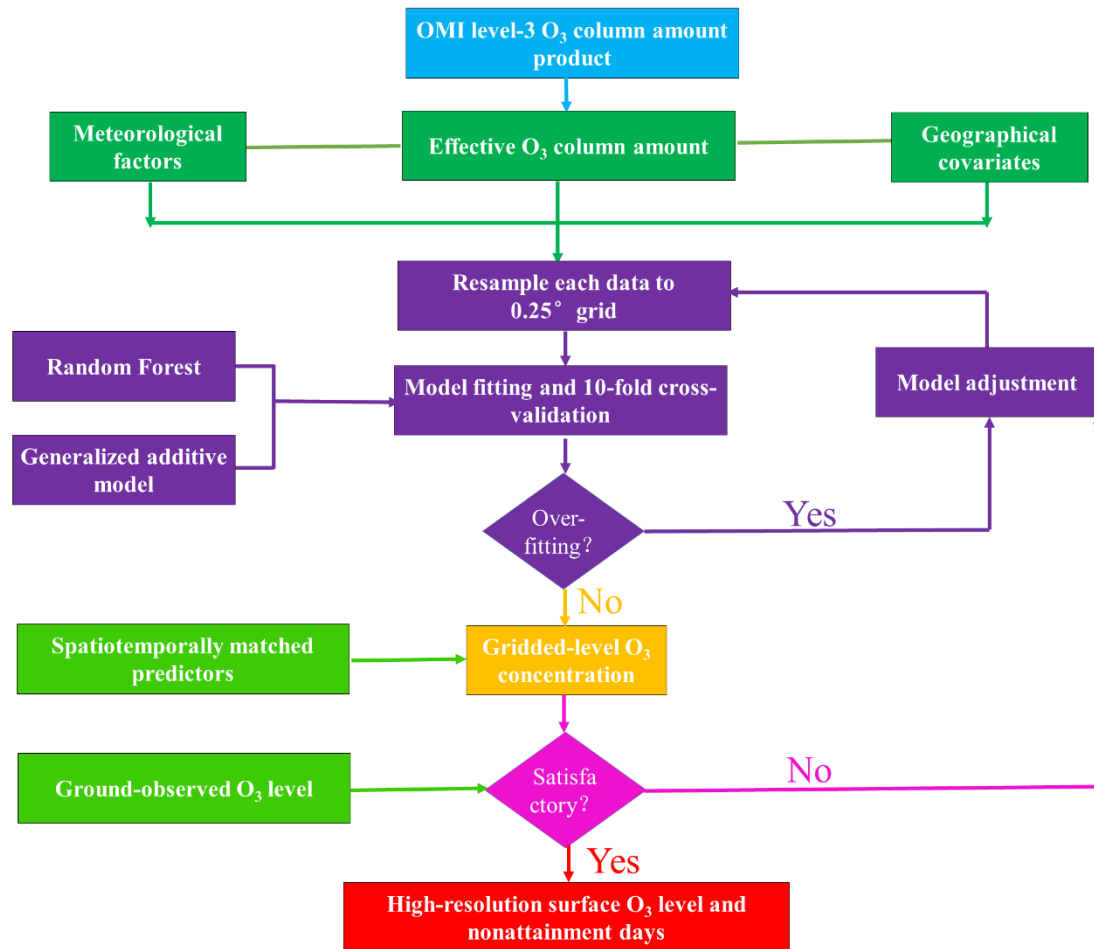 OMI level-3 O₃ column amount
product
Meteorological
factors
Effective O₃ column amount
Geographical
covariates
Resample each data to
0.25° grid
Random Forest
Model fitting and 10-fold cross-
validation
Model adjustment
Generalized additive
model
Over-
fitting?
Yes
No
Spatiotemporally matched
predictors
Gridded-level O₃
concentration
Ground-observed O₃ level
Satisfa
ctory?
No
Yes
High-resolution surface O₃ level and
nonattainment days